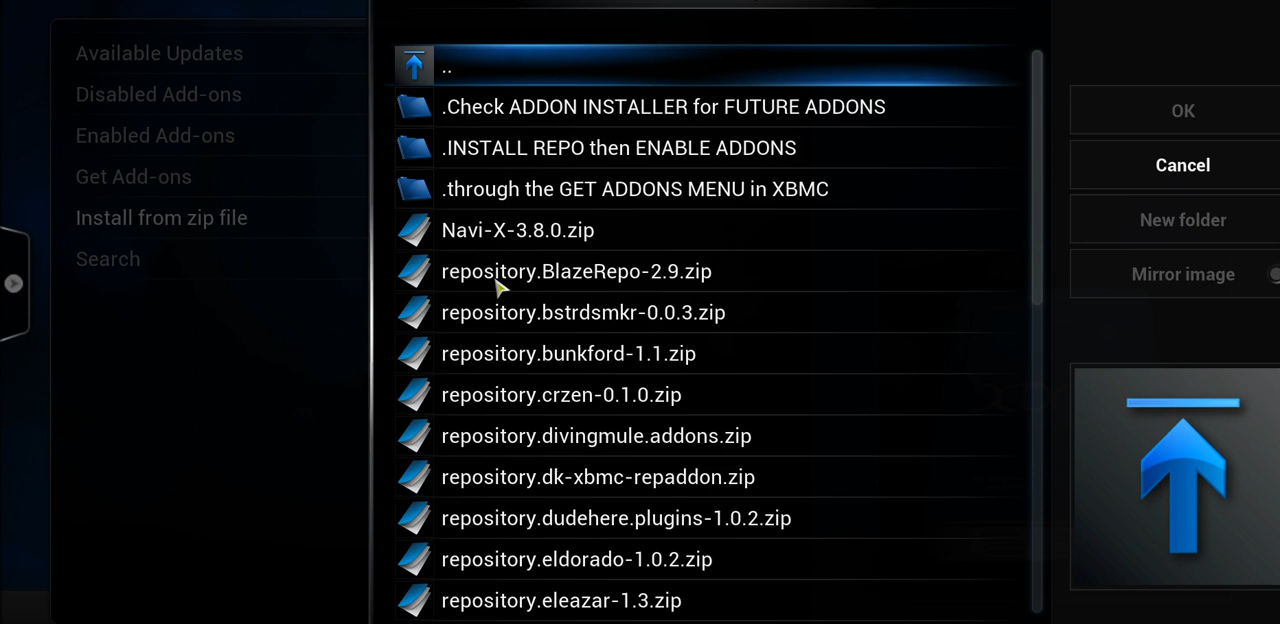 Available Updates
Disabled Add-ons
Enabled Add-ons
Get Add-ons
Install from zip file
Search
..
.Check ADDON INSTALLER for FUTURE ADDONS
.INSTALL REPO then ENABLE ADDONS
.through the GET ADDONS MENU in XBMC
Navi-X-3.8.0.zip
repository.BlazeRepo-2.9.zip
repository.bstrdsmkr-0.0.3.zip
repository.bunkford-1.1.zip
repository.crzen-0.1.0.zip
repository.divingmule.addons.zip
repository.dk-xbmc-repaddon.zip
repository.dudehere.plugins-1.0.2.zip
repository.eldorado-1.0.2.zip
repository.eleazar-1.3.zip
OK
Cancel
New folder
Mirror image